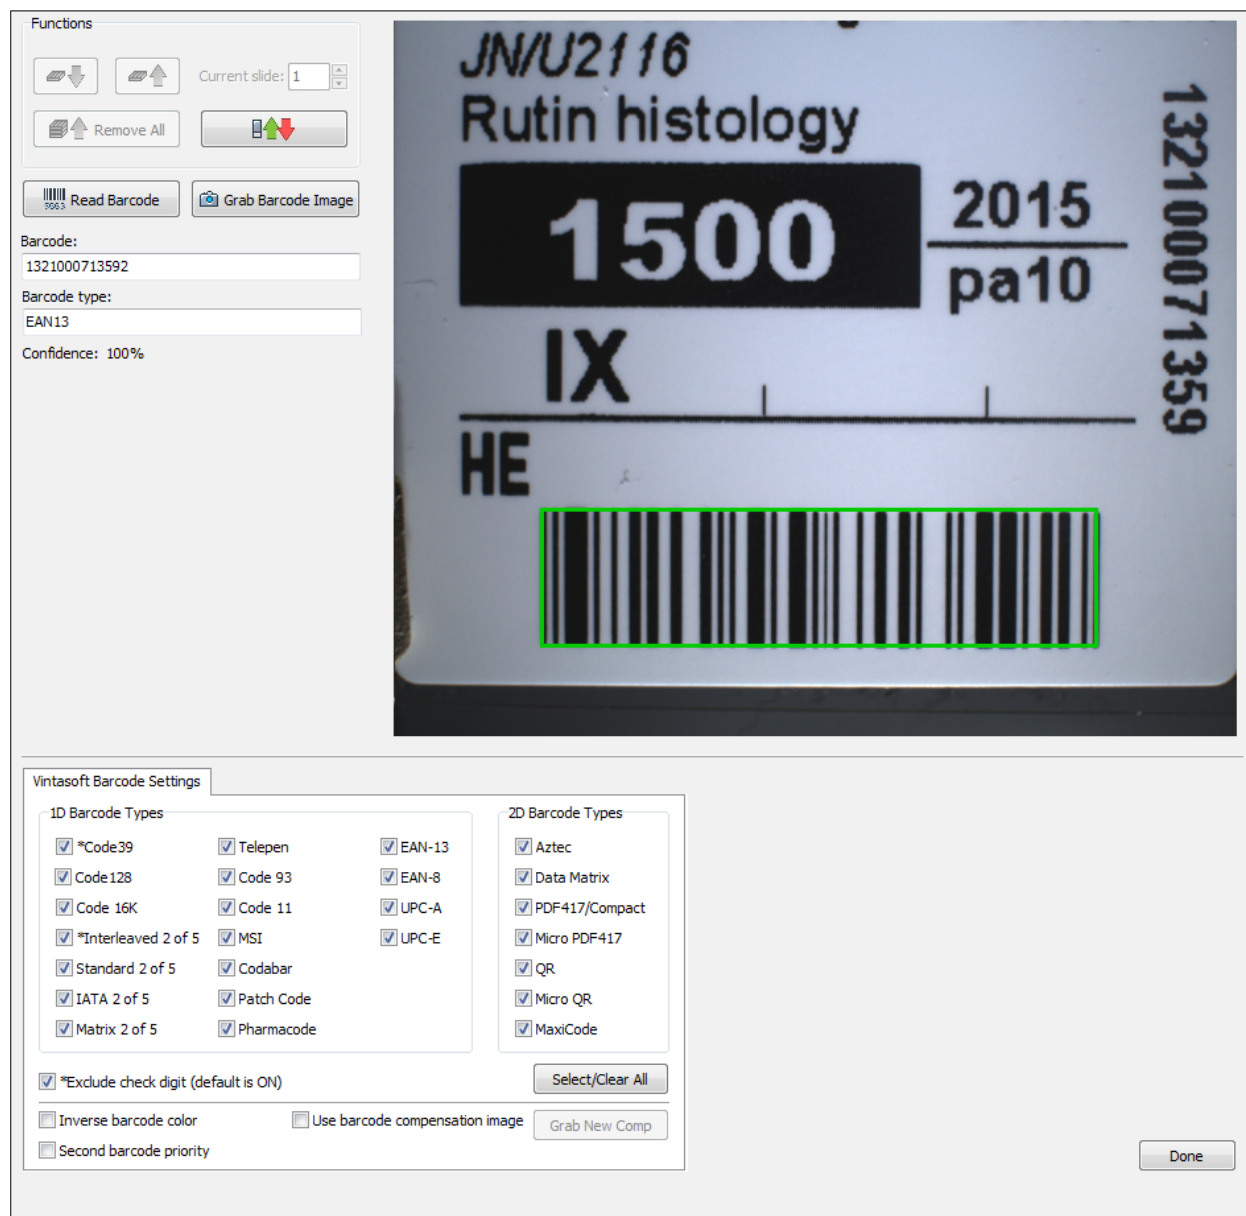 Functions
Current slide: 1
Remove All
Read Barcode
Grab Barcode Image
Barcode:
1321000713592
Barcode type:
EAN13
Confidence: 100%
JN/U2116
Rutin histology
1500
2015
pa10
IX
HE
132100071359
Vintasoft Barcode Settings
1D Barcode Types
*Code39
Telepen
EAN-13
Code128
Code 93
EAN-8
Code 16K
Code 11
UPC-A
*Interleaved 2 of 5
MSI
UPC-E
Standard 2 of 5
Codabar
IATA 2 of 5
Patch Code
Matrix 2 of 5
Pharmacode
2D Barcode Types
Aztec
Data Matrix
PDF417/Compact
Micro PDF417
QR
Micro QR
MaxiCode
*Exclude check digit (default is ON)
Select/Clear All
Inverse barcode color
Use barcode compensation image
Grab New Comp
Second barcode priority
Done